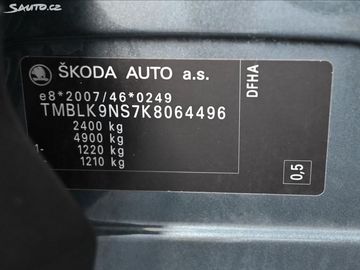 SAUTO.CZ
ŠKODA AUTO a.s.
e8*2007/46*0249
TMBLK9NS7K8064496
2400 kg
4900 kg
1- 1220 kg
1210 kg
DFHA
0,5